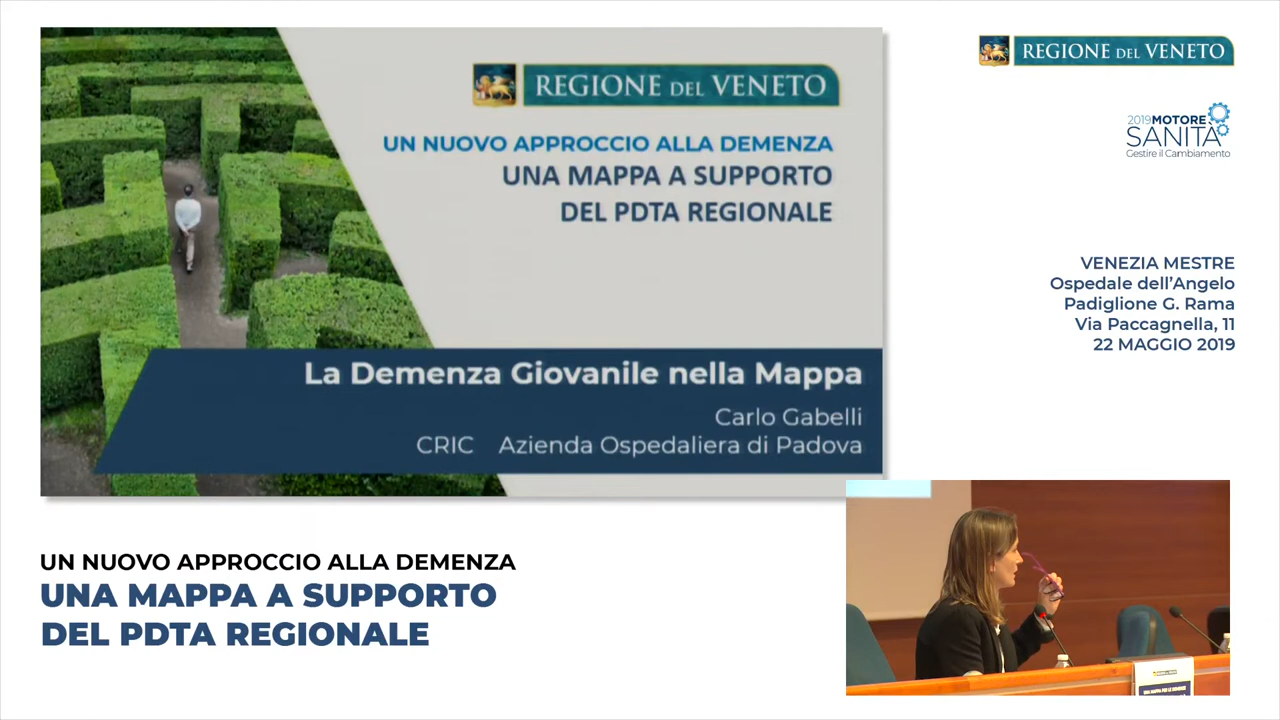 REGIONE DEL VENETO
UN NUOVO APPROCCIO ALLA DEMENZA
UNA MAPPA A SUPPORTO
DEL PDTA REGIONALE
La Demenza Giovanile nella Mappa
Carlo Gabelli
CRIC Azienda Ospedaliera di Padova
REGIONE DEL VENETO
2019MOTORE
SANITÀ
Gestire il Cambiamento
VENEZIA MESTRE
Ospedale dell'Angelo
Padiglione G. Rama
Via Paccagnella, 11
22 MAGGIO 2019
UN NUOVO APPROCCIO ALLA DEMENZA
UNA MAPPA A SUPPORTO
DEL PDTA REGIONALE